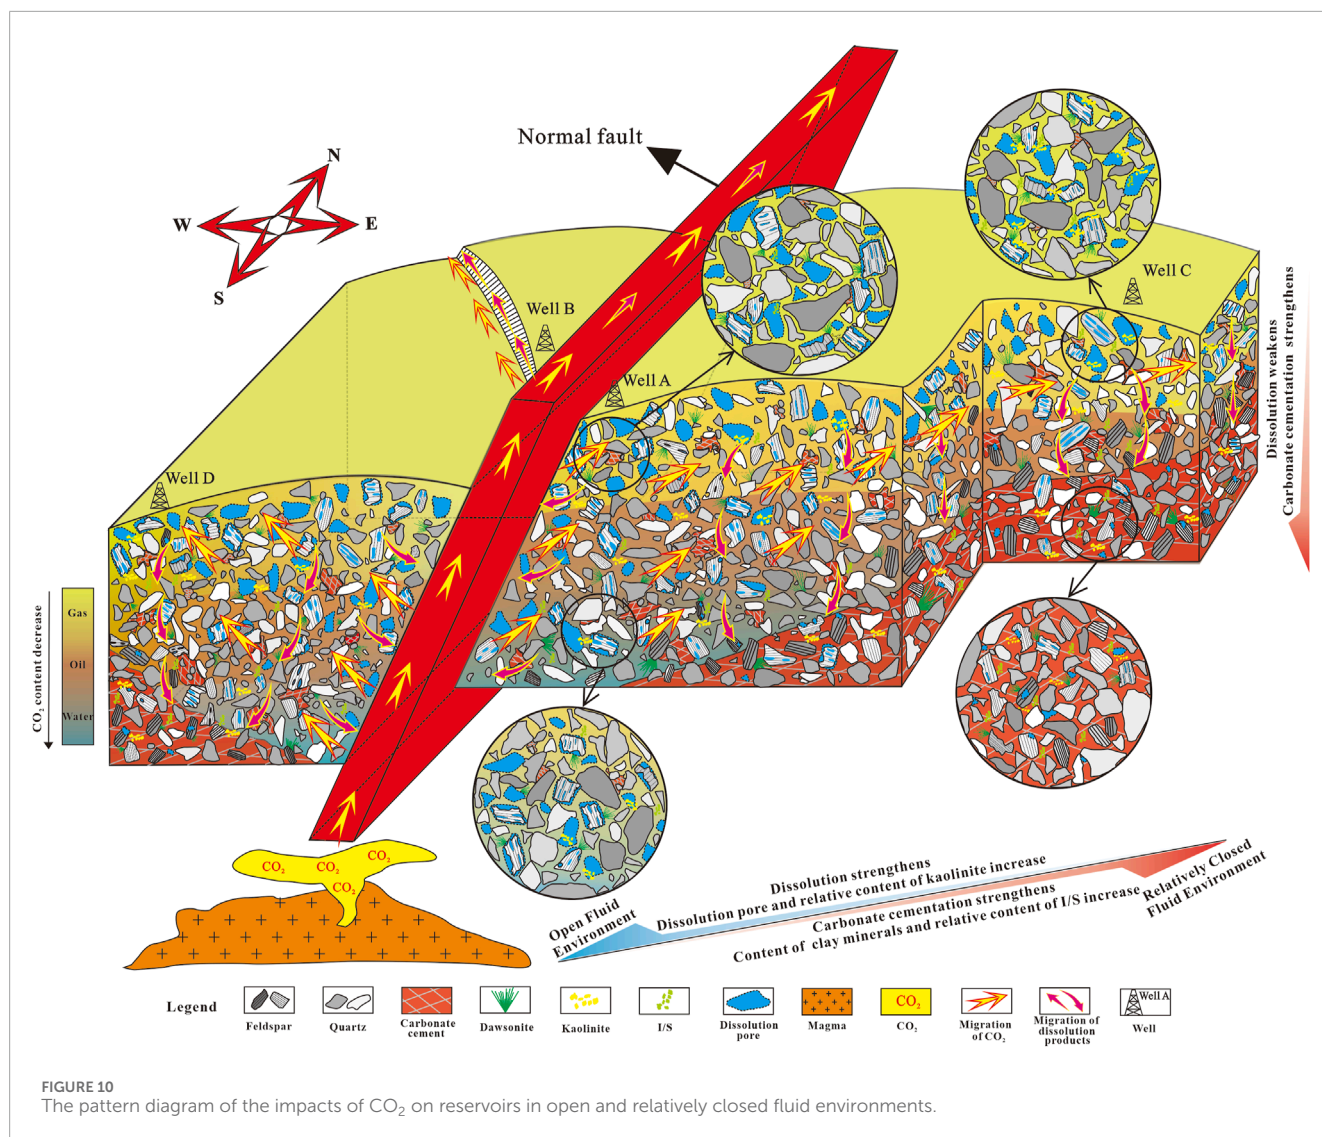 Normal fault
N
W
E
S
Well B
Well C
Well A
Well D
Dissolution weakens
Carbonate cementation strengthens
CO₂ content decrease
Gas
Oil
Water
CO₂
CO₂
CO₂
CO₂
Open Fluid
Environment
Dissolution strengthens
Dissolution pore and relative content of kaolinite increase
Carbonate cementation strengthens
Content of clay minerals and relative content of I/S increase
Relatively Closed
Fluid Environment
Legend
Feldspar
Quartz
Carbonate
cement
Dawsonite
Kaolinite
I/S
Dissolution
pore
Magma
CO₂
CO₂
Migration
of CO₂
Migration of
dissolution
products
Well A
Well
FIGURE 10
The pattern diagram of the impacts of CO₂ on reservoirs in open and relatively closed fluid environments.